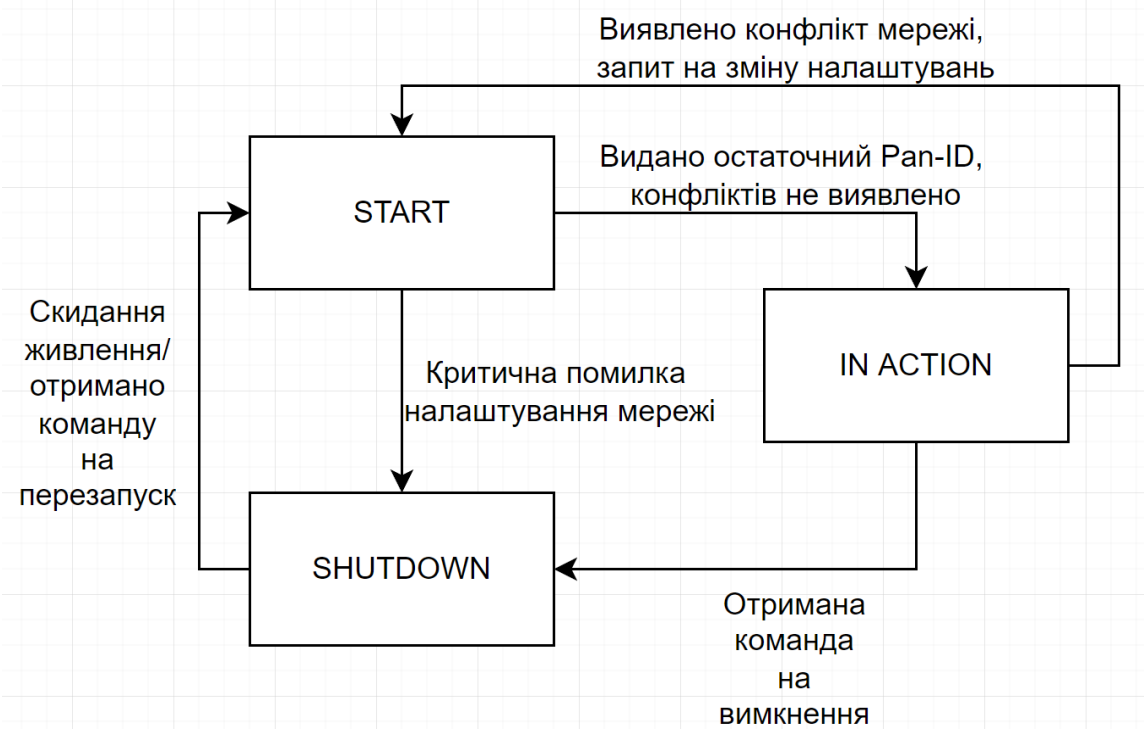 Виявлено конфлікт мережі,
запит на зміну налаштувань
Видано остаточний Pan-ID,
конфліктів не виявлено
START
Скидання
живлення/
отримано
команду
на
перезапуск
IN ACTION
Критична помилка
налаштування мережі
SHUTDOWN
Отримана
команда
на
вимкнення